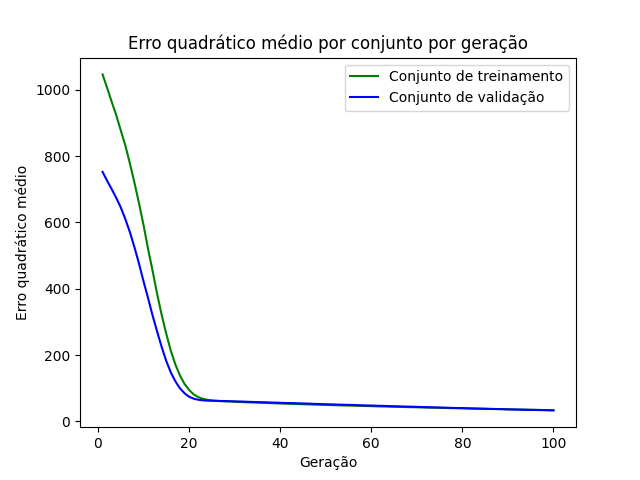 Erro quadrático médio por conjunto por geração
Conjunto de treinamento
Conjunto de validação
Erro quadrático médio
1000
800
600
400
200
0
0 20 40 60 80 100
Geração